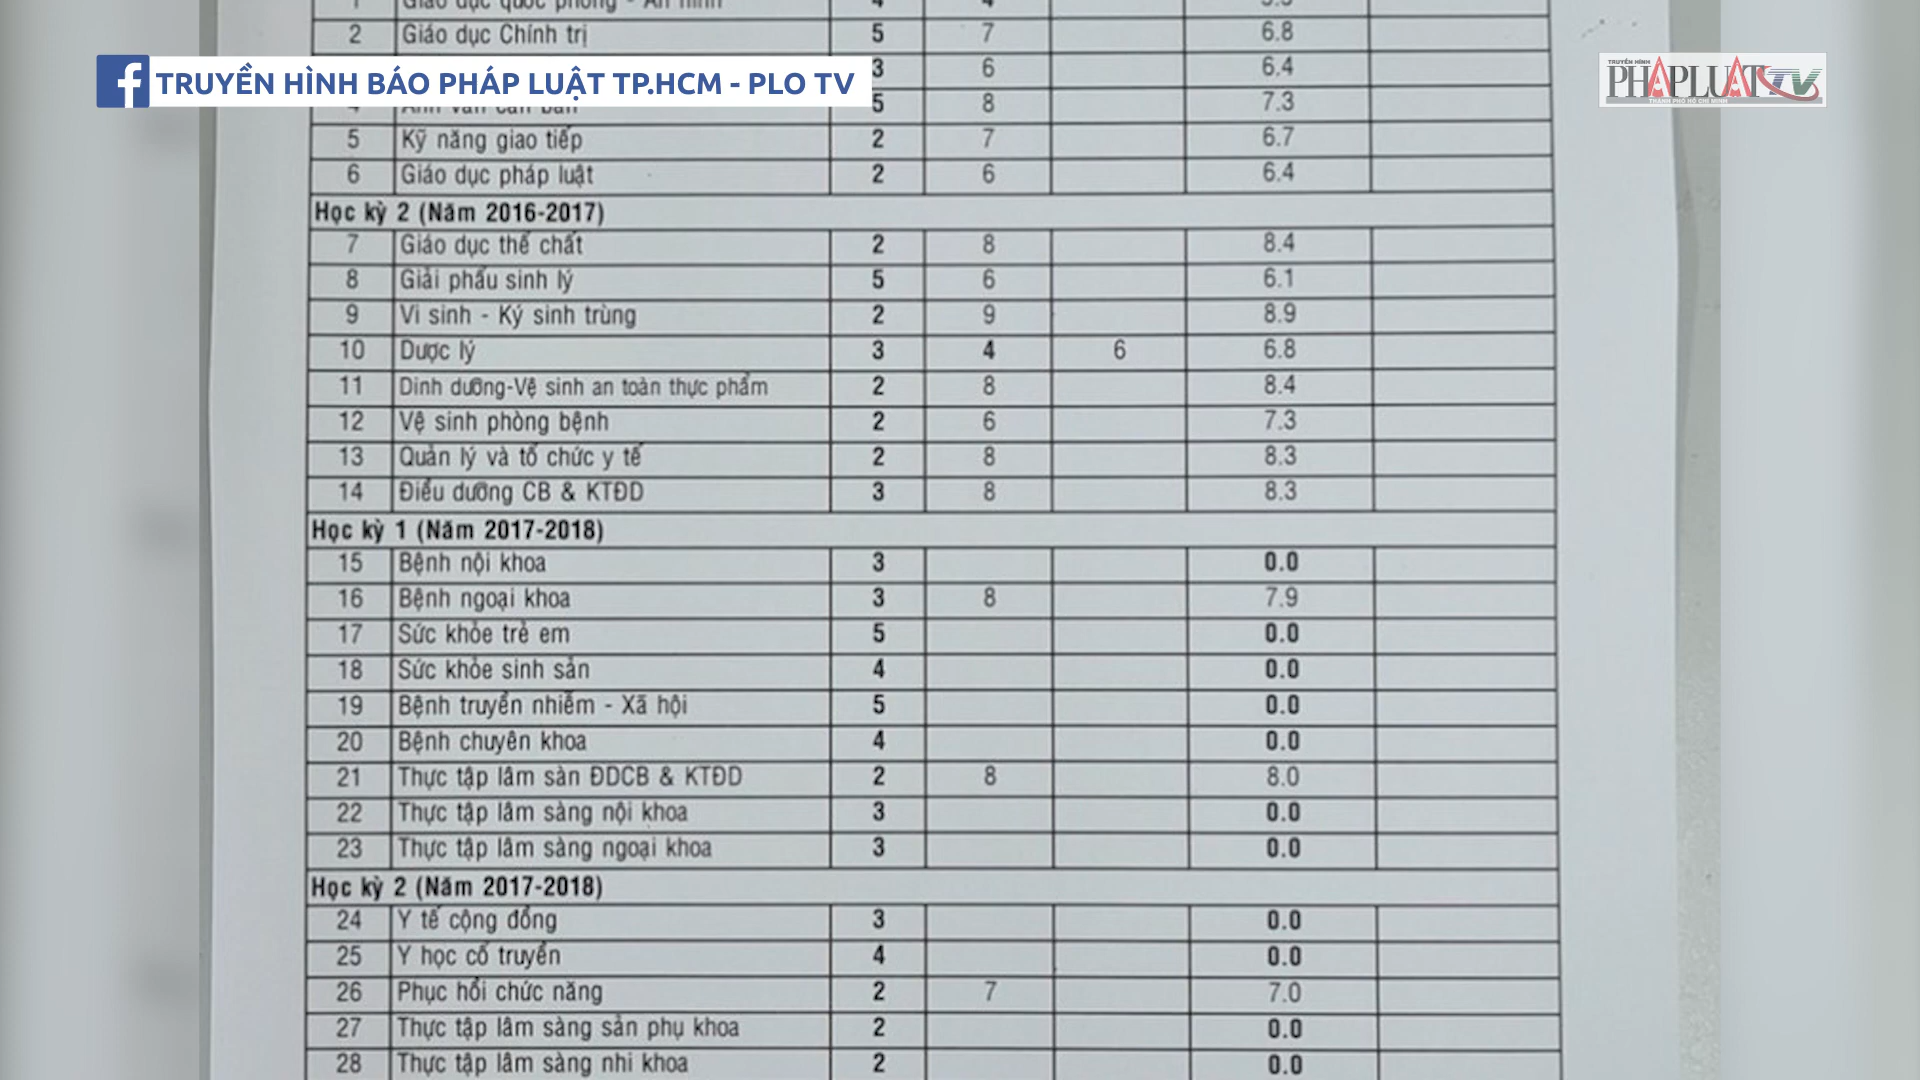 2 Giáo dục Chính trị 5 7 6.8
TRUYỀN HÌNH BÁO PHÁP LUẬT TP.HCM - PLO TV
TRUYỀN HÌNH
PHÁP LUẬT TV
THÀNH PHỐ HỒ CHÍ MINH
3 6 6.4
5 8 7.3
5 Kỹ năng giao tiếp 2 7 6.7
6 Giáo dục pháp luật 2 6 6.4
Học kỳ 2 (Năm 2016-2017)
7 Giáo dục thể chất 2 8 8.4
8 Giải phẩu sinh lý 5 6 6.1
9 Vi sinh - Ký sinh trùng 2 9 8.9
10 Dược lý 3 4 6 6.8
11 Dinh dưỡng-Vệ sinh an toàn thực phẩm 2 8 8.4
12 Vệ sinh phòng bệnh 2 6 7.3
13 Quản lý và tổ chức y tế 2 8 8.3
14 Điều dưỡng CB & KTĐD 3 8 8.3
Học kỳ 1 (Năm 2017-2018)
15 Bệnh nội khoa 3 0.0
16 Bệnh ngoại khoa 3 8 7.9
17 Sức khỏe trẻ em 5 0.0
18 Sức khỏe sinh sản 4 0.0
19 Bệnh truyền nhiễm - Xã hội 5 0.0
20 Bệnh chuyên khoa 4 0.0
21 Thực tập lâm sàn ĐDCB & KTĐD 2 8 8.0
22 Thực tập lâm sàng nội khoa 3 0.0
23 Thực tập lâm sàng ngoại khoa 3 0.0
Học kỳ 2 (Năm 2017-2018)
24 Y tế cộng đồng 3 0.0
25 Y học cổ truyền 4 0.0
26 Phục hồi chức năng 2 7 7.0
27 Thực tập lâm sàng sản phụ khoa 2 0.0
28 Thực tập lâm sàng nhi khoa 2 0.0